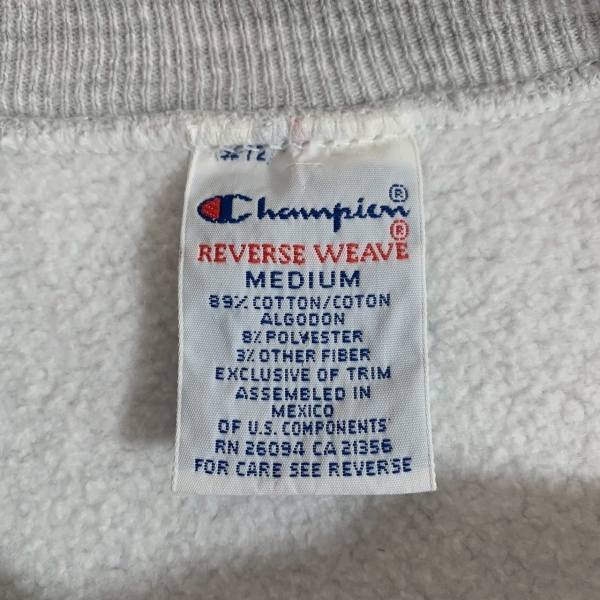 Champion®
REVERSE WEAVE®
MEDIUM
89% COTTON/COTON
ALGODON
8% POLYESTER
3% OTHER FIBER
EXCLUSIVE OF TRIM
ASSEMBLED IN
MEXICO
OF U.S. COMPONENTS
RN 26094 CA 21356
FOR CARE SEE REVERSE